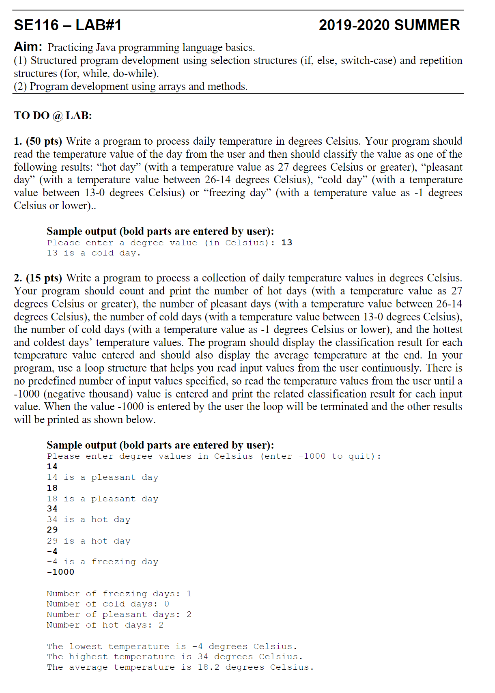 SE116 – LAB#1 2019-2020 SUMMER
Aim: Practicing Java programming language basics.
(1) Structured program development using selection structures (if, else, switch-case) and repetition
structures (for, while, do-while).
(2) Program development using arrays and methods.
TO DO @ LAB:
1. (50 pts) Write a program to process daily temperature in degrees Celsius. Your program should
read the temperature value of the day from the user and then should classify the value as one of the
following results: “hot day” (with a temperature value as 27 degrees Celsius or greater), “pleasant
day” (with a temperature value between 26-14 degrees Celsius), “cold day” (with a temperature
value between 13-0 degrees Celsius) or “freezing day” (with a temperature value as -1 degrees
Celsius or lower)..
Sample output (bold parts are entered by user):
Please enter a degree value (in Celsius): 13
13 is a cold day.
2. (15 pts) Write a program to process a collection of daily temperature values in degrees Celsius.
Your program should count and print the number of hot days (with a temperature value as 27
degrees Celsius or greater), the number of pleasant days (with a temperature value between 26-14
degrees Celsius), the number of cold days (with a temperature value between 13-0 degrees Celsius),
the number of cold days (with a temperature value as -1 degrees Celsius or lower), and the hottest
and coldest days’ temperature values. The program should display the classification result for each
temperature value entered and should also display the average temperature at the end. In your
program, use a loop structure that helps you read input values from the user continuously. There is
no predefined number of input values specified, so read the temperature values from the user until a
-1000 (negative thousand) value is entered and print the related classification result for each input
value. When the value -1000 is entered by the user the loop will be terminated and the other results
will be printed as shown below.
Sample output (bold parts are entered by user):
Please enter degree values in Celsius (enter -1000 to quit):
14
14 is a pleasant day
18
18 is a pleasant day
34
34 is a hot day
29
29 is a hot day
-4
-4 is a freezing day
-1000
Number of freezing days: 1
Number of cold days: 0
Number of pleasant days: 2
Number of hot days: 2
The lowest temperature is -4 degrees Celsius.
The highest temperature is 34 degrees Celsius.
The average temperature is 18.2 degrees Celsius.